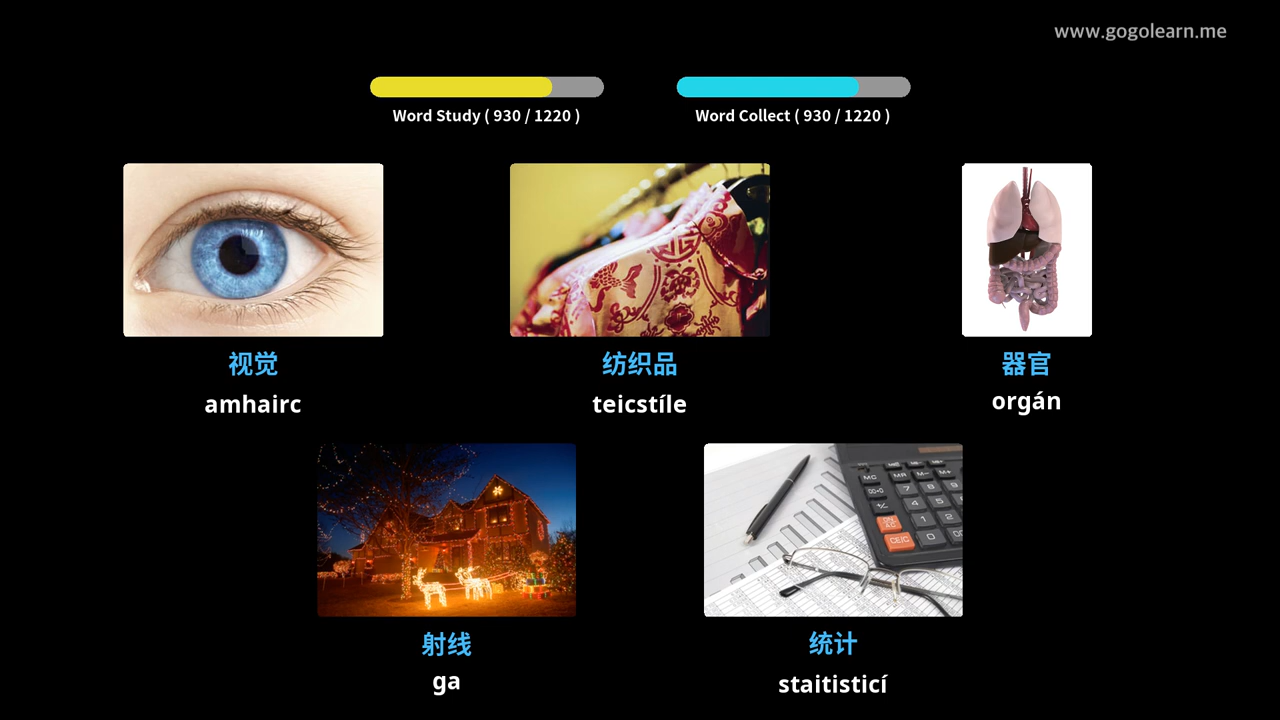 www.gogolearn.me
Word Study ( 930 / 1220 )
Word Collect ( 930 / 1220 )
视觉
amhairc
纺织品
teicstíle
器官
orgán
射线
ga
统计
staitisticí